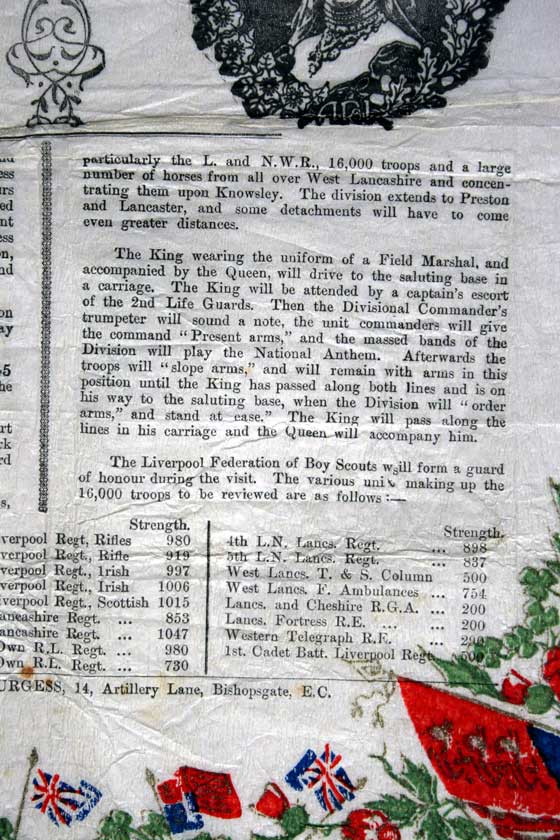 particularly the L. and N.W.R., 16,000 troops and a large
number of horses from all over West Lancashire and concen-
trating them upon Knowsley. The division extends to Preston
and Lancaster, and some detachments will have to come
even greater distances.
The King wearing the uniform of a Field Marshal, and
accompanied by the Queen, will drive to the saluting base in
a carriage. The King will be attended by a captain's escort
of the 2nd Life Guards. Then the Divisional Commander's
trumpeter will sound a note, the unit commanders will give
the command "Present arms," and the massed bands of the
Division will play the National Anthem. Afterwards the
troops will "slope arms," and will remain with arms in this
position until the King has passed along both lines and is on
his way to the saluting base, when the Division will "order
arms," and stand at ease." The King will pass along the
lines in his carriage and the Queen will accompany him.
The Liverpool Federation of Boy Scouts will form a guard
of honour during the visit. The various making up the
16,000 troops to be reviewed are as follows :—
Strength.
verpool Regt, Rifles 980
verpool Regt., Rifle 919
verpool Regt., Irish 997
verpool Regt., Irish 1006
verpool Regt., Scottish 1015
ancashire Regt. ... 853
ancashire Regt. ... 1047
Own R.L. Regt. ... 980
Own R.L. Regt. ... 730
Strength.
4th L.N. Lancs. Regt. ... 898
5th L.N. Lancs. Regt. ... 837
West Lancs. T. & S. Column 500
West Lancs. F. Ambulances ... 754
Lancs. and Cheshire R.G.A. ... 200
Lancs. Fortress R.E. ... ... 200
Western Telegraph R.E. ...
1st. Cadet Batt. Liverpool Regt. 500
URGESS, 14, Artillery Lane, Bishopsgate, E.C.